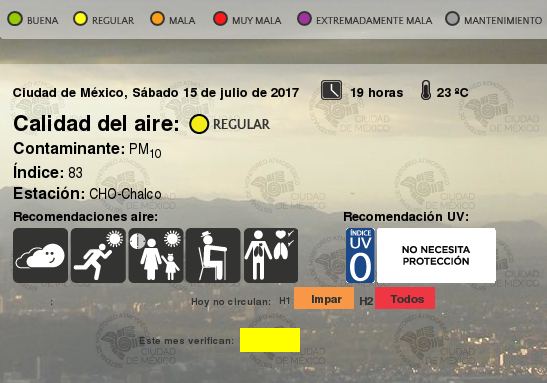 BUENA REGULAR MALA MUY MALA EXTREMADAMENTE MALA MANTENIMIENTO
Ciudad de México, Sábado 15 de julio de 2017 19 horas 23 ºC
Calidad del aire: REGULAR
Contaminante: PM10
Índice: 83
Estación: CHO-Chalco
Recomendaciones aire: Recomendación UV:
ÍNDICE
UV
0
NO NECESITA
PROTECCIÓN
: Hoy no circulan: H1 Impar H2 Todos
Este mes verifican:
CIUDAD
DE MÉXICO